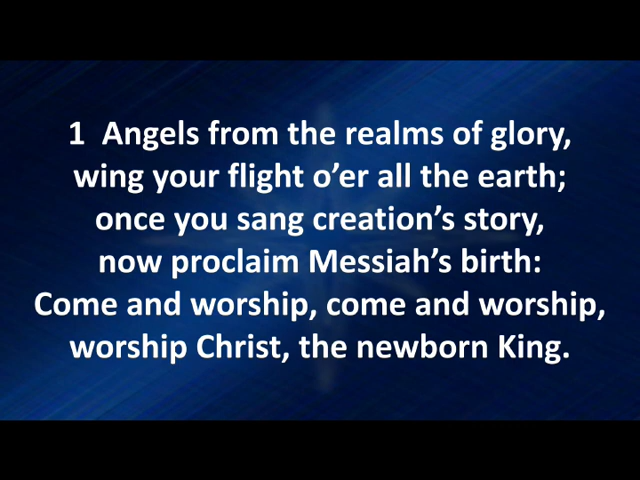 1  Angels from the realms of glory,
wing your flight o’er all the earth;
once you sang creation’s story,
now proclaim Messiah’s birth:
Come and worship, come and worship,
worship Christ, the newborn King.